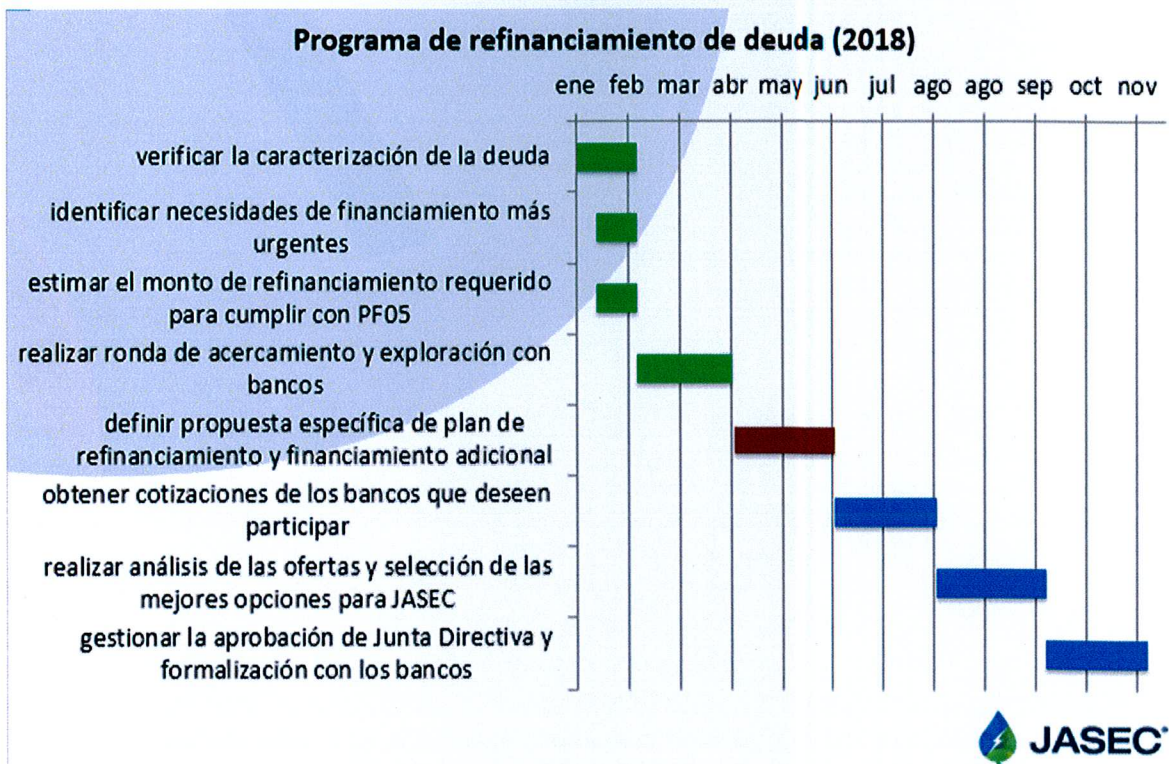 Programa de refinanciamiento de deuda (2018)
ene feb mar abr may jun jul ago ago sep oct nov
verificar la caracterización de la deuda
identificar necesidades de financiamiento más
urgentes
estimar el monto de refinanciamiento requerido
para cumplir con PF05
realizar ronda de acercamiento y exploración con
bancos
definir propuesta específica de plan de
refinanciamiento y financiamiento adicional
obtener cotizaciones de los bancos que deseen
participar
realizar análisis de las ofertas y selección de las
mejores opciones para JASEC
gestionar la aprobación de Junta Directiva y
formalización con los bancos
JASEC